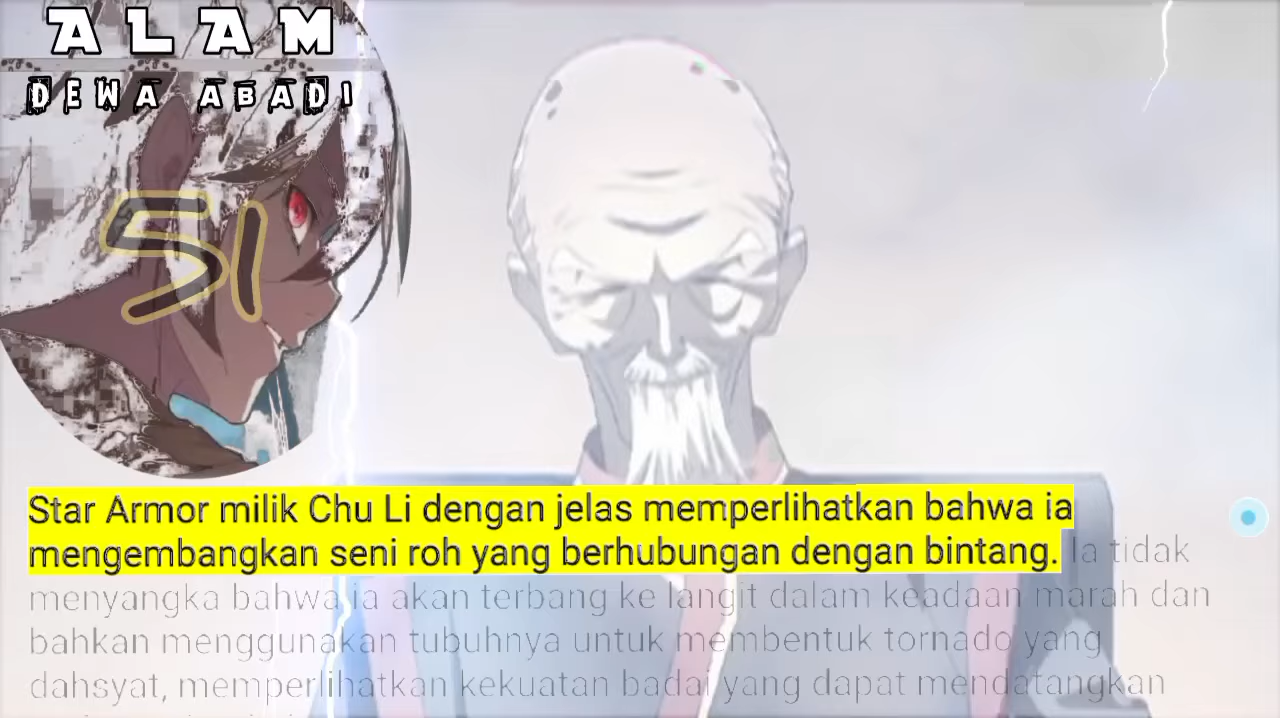 ALAM
DEWA ABADI
51
Star Armor milik Chu Li dengan jelas memperlihatkan bahwa ia
mengembangkan seni roh yang berhubungan dengan bintang. Ia tidak
menyangka bahwa ia akan terbang ke langit dalam keadaan marah dan
bahkan menggunakan tubuhnya untuk membentuk tornado yang
dahsyat, memperlihatkan kekuatan badai yang dapat mendatangkan